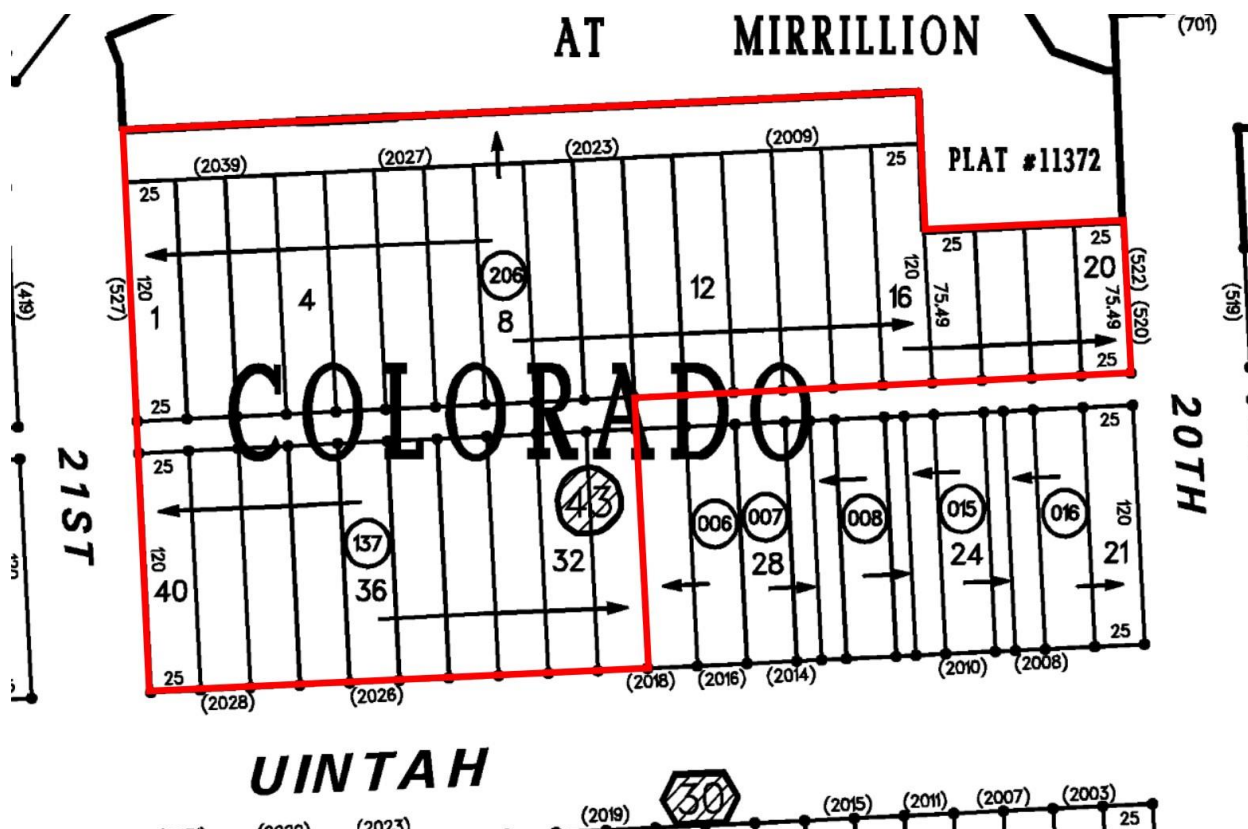 AT MIRRILLION
(701)
PLAT #11372
(2039) (2027) (2023) (2009)
25 25
25 25
(419) (527) 120 1 4 206 8 12 16 120 75.49 20 75.49 (522) (520) (519)
25 25
COLORADO
25 25
21ST 20TH
43
137 006 007 008 015 016
120 40 36 32 28 24 120 21
25 25
(2028) (2026) (2018) (2016) (2014) (2010) (2008)
UINTAH
30
(2023) (2019) (2015) (2011) (2007) (2003)
25